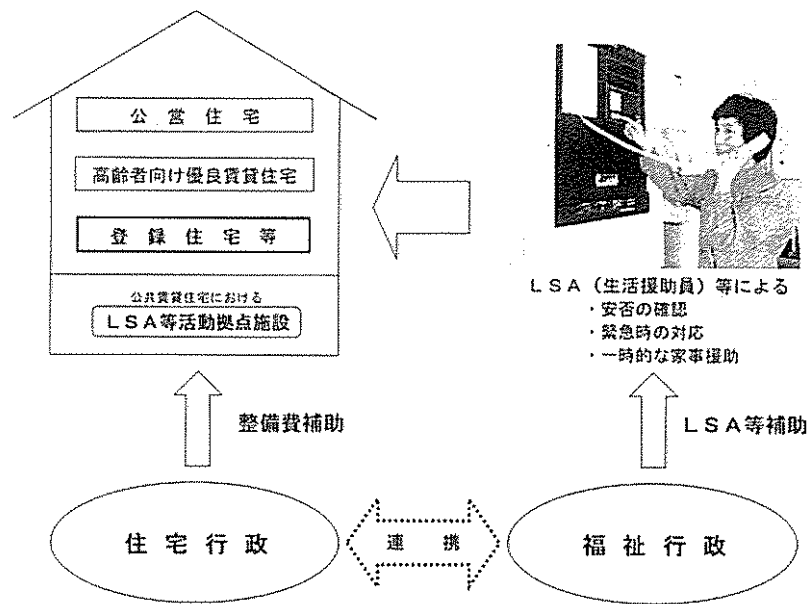 公営住宅
高齢者向け優良賃貸住宅
登録住宅等
公共賃貸住宅における
LSA等活動拠点施設
LSA(生活援助員)等による
・安否の確認
・緊急時の対応
・一時的な家事援助
整備費補助
LSA等補助
住宅行政
連携
福祉行政